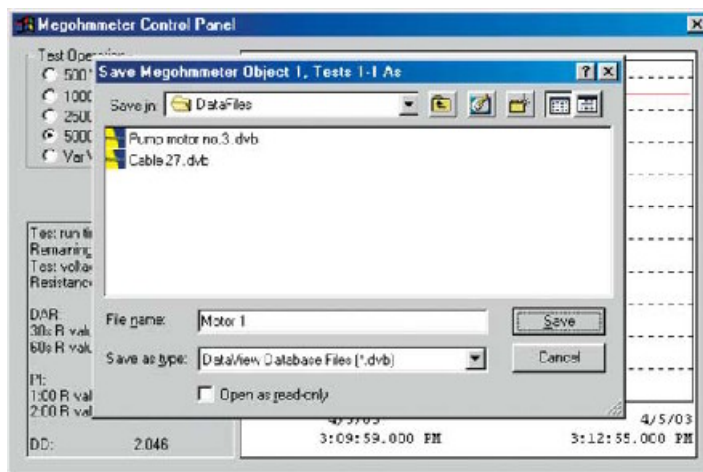 Megohmmeter Control Panel
Test Ope
500
1000
2500
5000
Var V
Save Megohmmeter Object 1, Tests 1-1 As
Save in: DataFiles
Pump motor no.3.dvb
Cable 27.dvb
File name: Motor 1
Save
Save as type: DataView Database Files (*.dvb)
Cancel
Open as read-only
Test run ti
Remaining
Test volta
Resistanc
DAR:
30s R valu
60s R valu
PI:
1:00 R val
2:00 R val
DD: 2.046
4/5/03
4/5/03
3:09:59.000 PM
3:12:55.000 PM